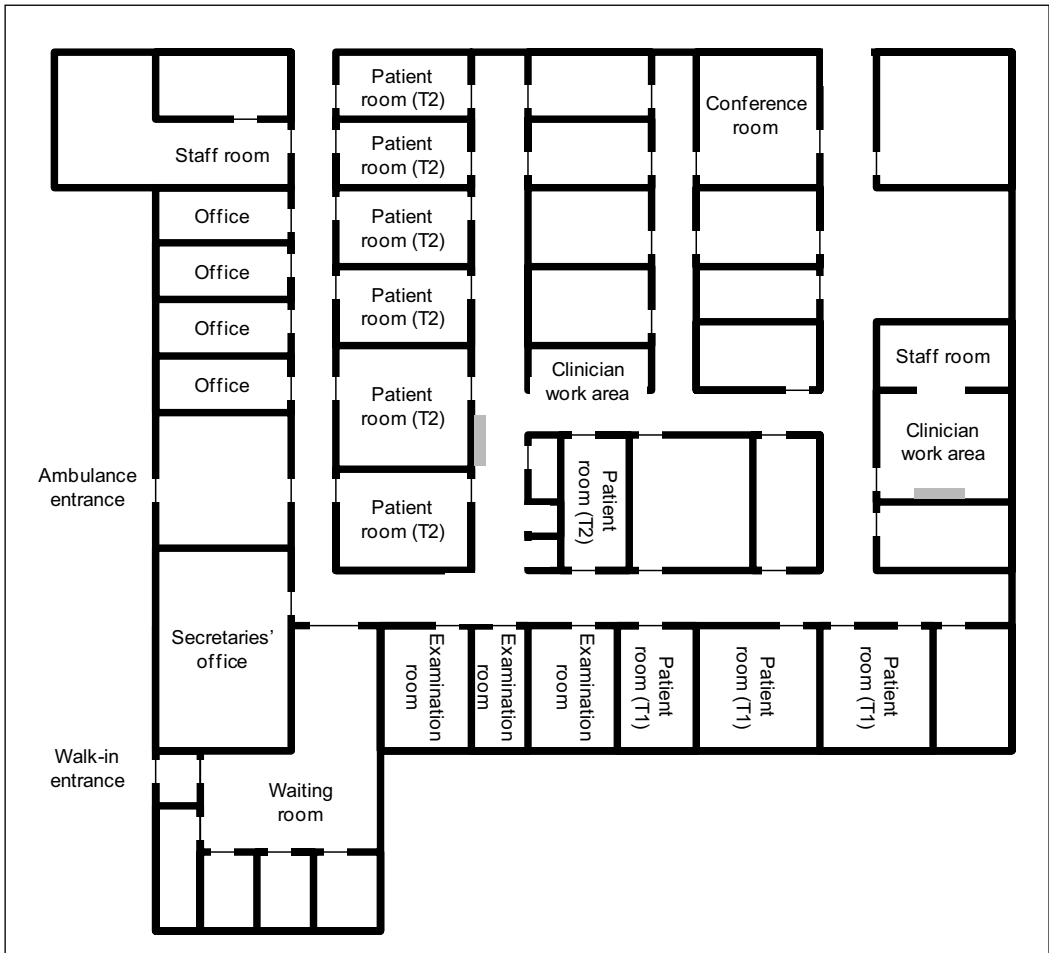 Patient
room (T2)
Conference
room
Staff room
Patient
room (T2)
Office
Patient
room (T2)
Office
Patient
room (T2)
Office
Office
Staff room
Clinician
work area
Patient
room (T2)
Clinician
work area
Ambulance
entrance
Patient
room (T2)
Patient
room (T2)
Secretaries’
office
Examination
room
Examination
room
Examination
room
Patient
room (T1)
Patient
room (T1)
Patient
room (T1)
Walk-in
entrance
Waiting
room